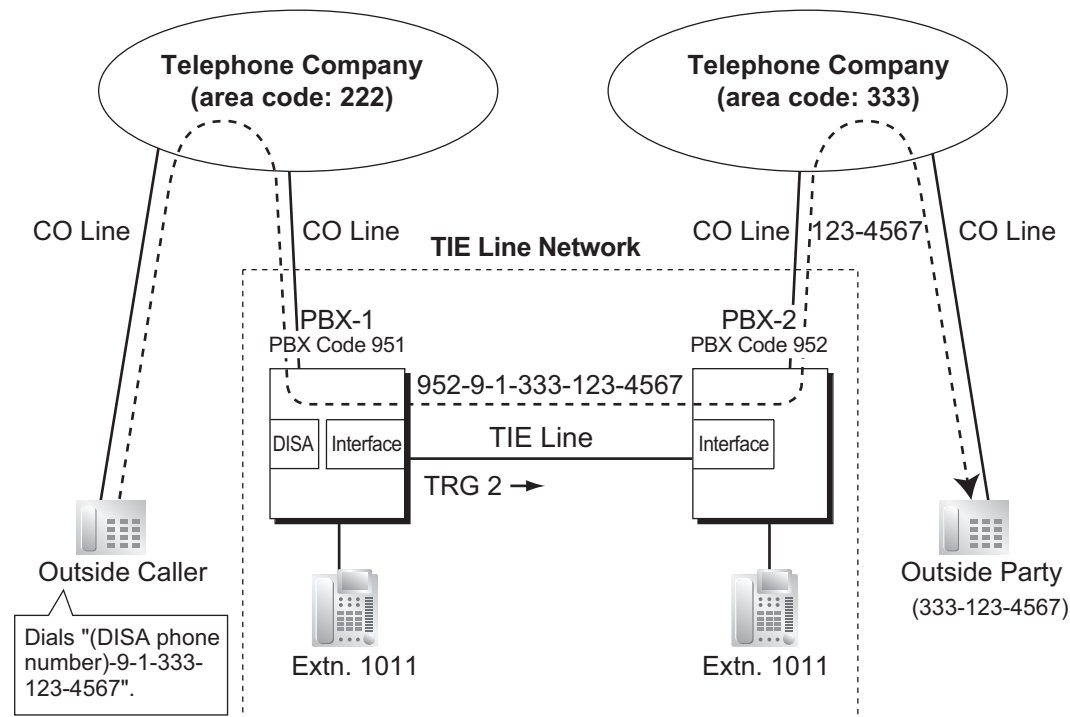 Telephone Company
(area code: 222)
Telephone Company
(area code: 333)
CO Line
CO Line
TIE Line Network
CO Line
123-4567
CO Line
PBX-1
PBX Code 951
PBX-2
PBX Code 952
952-9-1-333-123-4567
DISA
Interface
TIE Line
Interface
TRG 2
Outside Caller
Outside Party
(333-123-4567)
Dials "(DISA phone
number)-9-1-333-
123-4567".
Extn. 1011
Extn. 1011